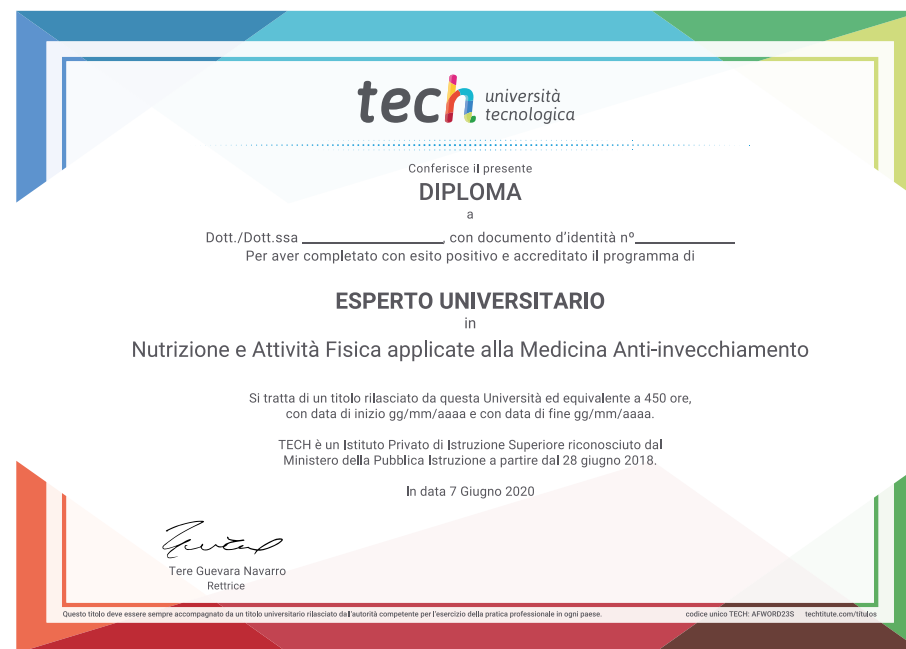 tech università
tecnologica
Conferisce il presente
DIPLOMA
a
Dott./Dott.ssa ____________________, con documento d'identità nº______________
Per aver completato con esito positivo e accreditato il programma di
ESPERTO UNIVERSITARIO
in
Nutrizione e Attività Fisica applicate alla Medicina Anti-invecchiamento
Si tratta di un titolo rilasciato da questa Università ed equivalente a 450 ore,
con data di inizio gg/mm/aaaa e con data di fine gg/mm/aaaa.
TECH è un Istituto Privato di Istruzione Superiore riconosciuto dal
Ministero della Pubblica Istruzione a partire dal 28 giugno 2018.
In data 7 Giugno 2020
Tere Guevara Navarro
Rettrice
Questo titolo deve essere sempre accompagnato da un titolo universitario rilasciato dall'autorità competente per l'esercizio della pratica professionale in ogni paese. codice unico TECH: AFWORD23S techtitute.com/titulos